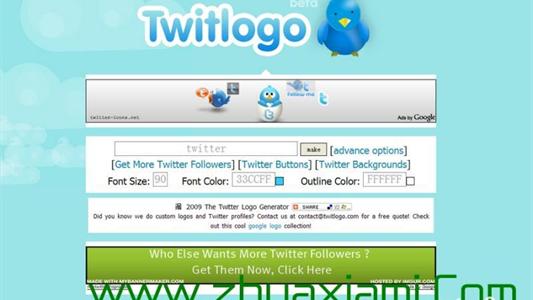 beta
Twitlogo
Follow me
twitter-icons.net
Ads by Google
twitter
make
[advance options]
[Get More Twitter Followers] [Twitter Buttons] [Twitter Backgrounds]
Font Size: 90 Font Color: 33CCFF Outline Color: FFFFFF
2009 The Twitter Logo Generator SHARE
Did you know we do custom logos and Twitter profiles? Contact us at contact@twitlogo.com for a free quote! Check
out this cool google logo collection!
Who Else Wants More Twitter Followers ?
Get Them Now, Click Here
MADE WITH MYBANNERMAKER.COM
HOSTED BY IMGUR.COM
www.zhuaxiami.Com